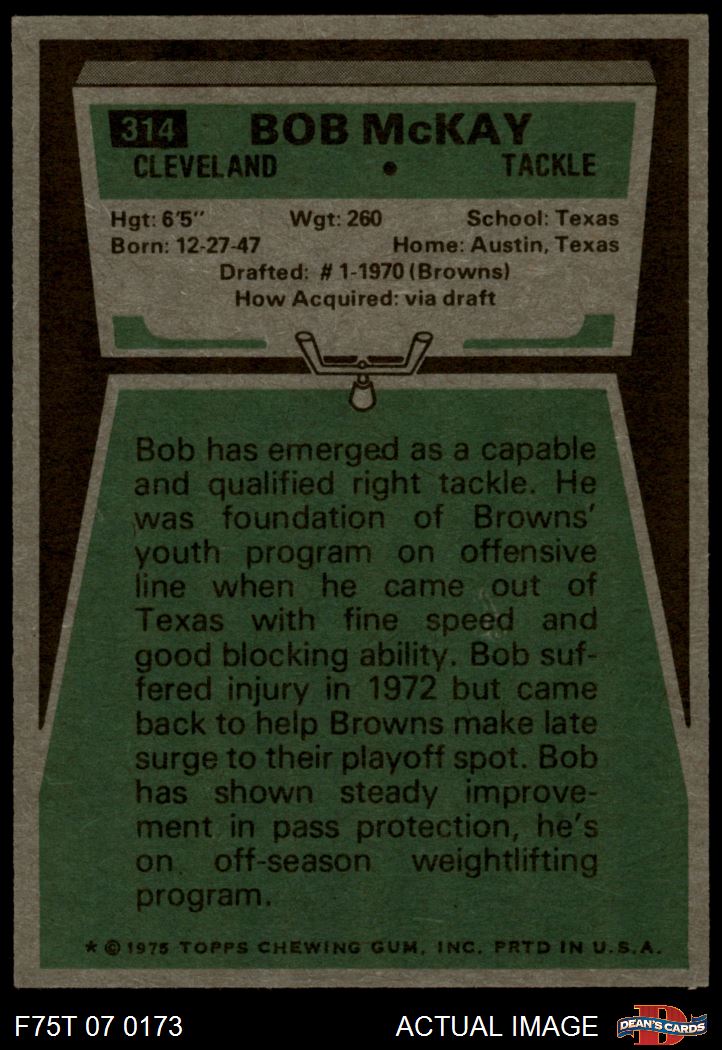 314 BOB McKAY
CLEVELAND • TACKLE
Hgt: 6'5" Wgt: 260 School: Texas
Born: 12-27-47 Home: Austin, Texas
Drafted: #1-1970 (Browns)
How Acquired: via draft
Bob has emerged as a capable
and qualified right tackle. He
was foundation of Browns'
youth program on offensive
line when he came out of
Texas with fine speed and
good blocking ability. Bob suf-
fered injury in 1972 but came
back to help Browns make late
surge to their playoff spot. Bob
has shown steady improve-
ment in pass protection, he's
on off-season weightlifting
program.
* © 1975 TOPPS CHEWING GUM, INC. PRTD IN U.S.A.
F75T 07 0173 ACTUAL IMAGE D DEAN'S CARDS